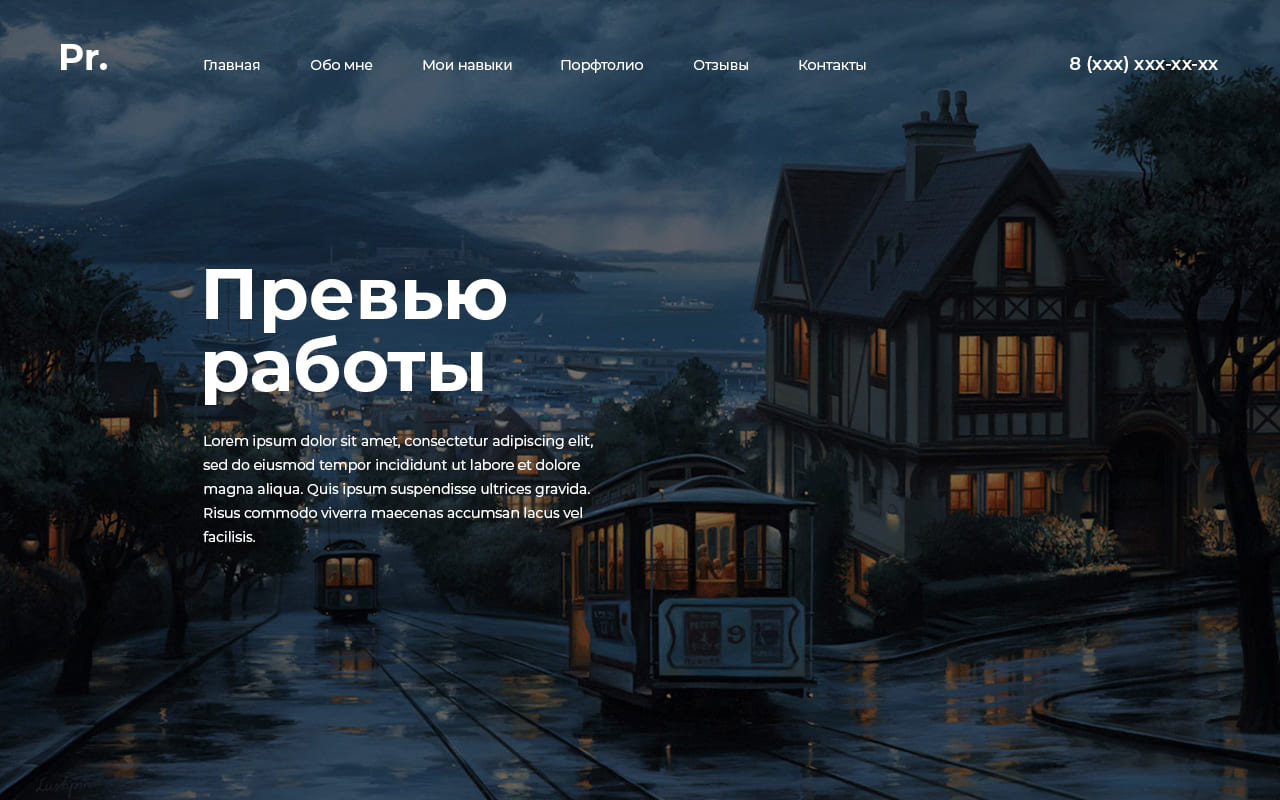 Pr.
Главная Обо мне Мои навыки Порфтолио Отзывы Контакты 8 (xxx) xxx-xx-xx
Превью
работы
Lorem ipsum dolor sit amet, consectetur adipiscing elit,
sed do eiusmod tempor incididunt ut labore et dolore
magna aliqua. Quis ipsum suspendisse ultrices gravida.
Risus commodo viverra maecenas accumsan lacus vel
facilisis.
9